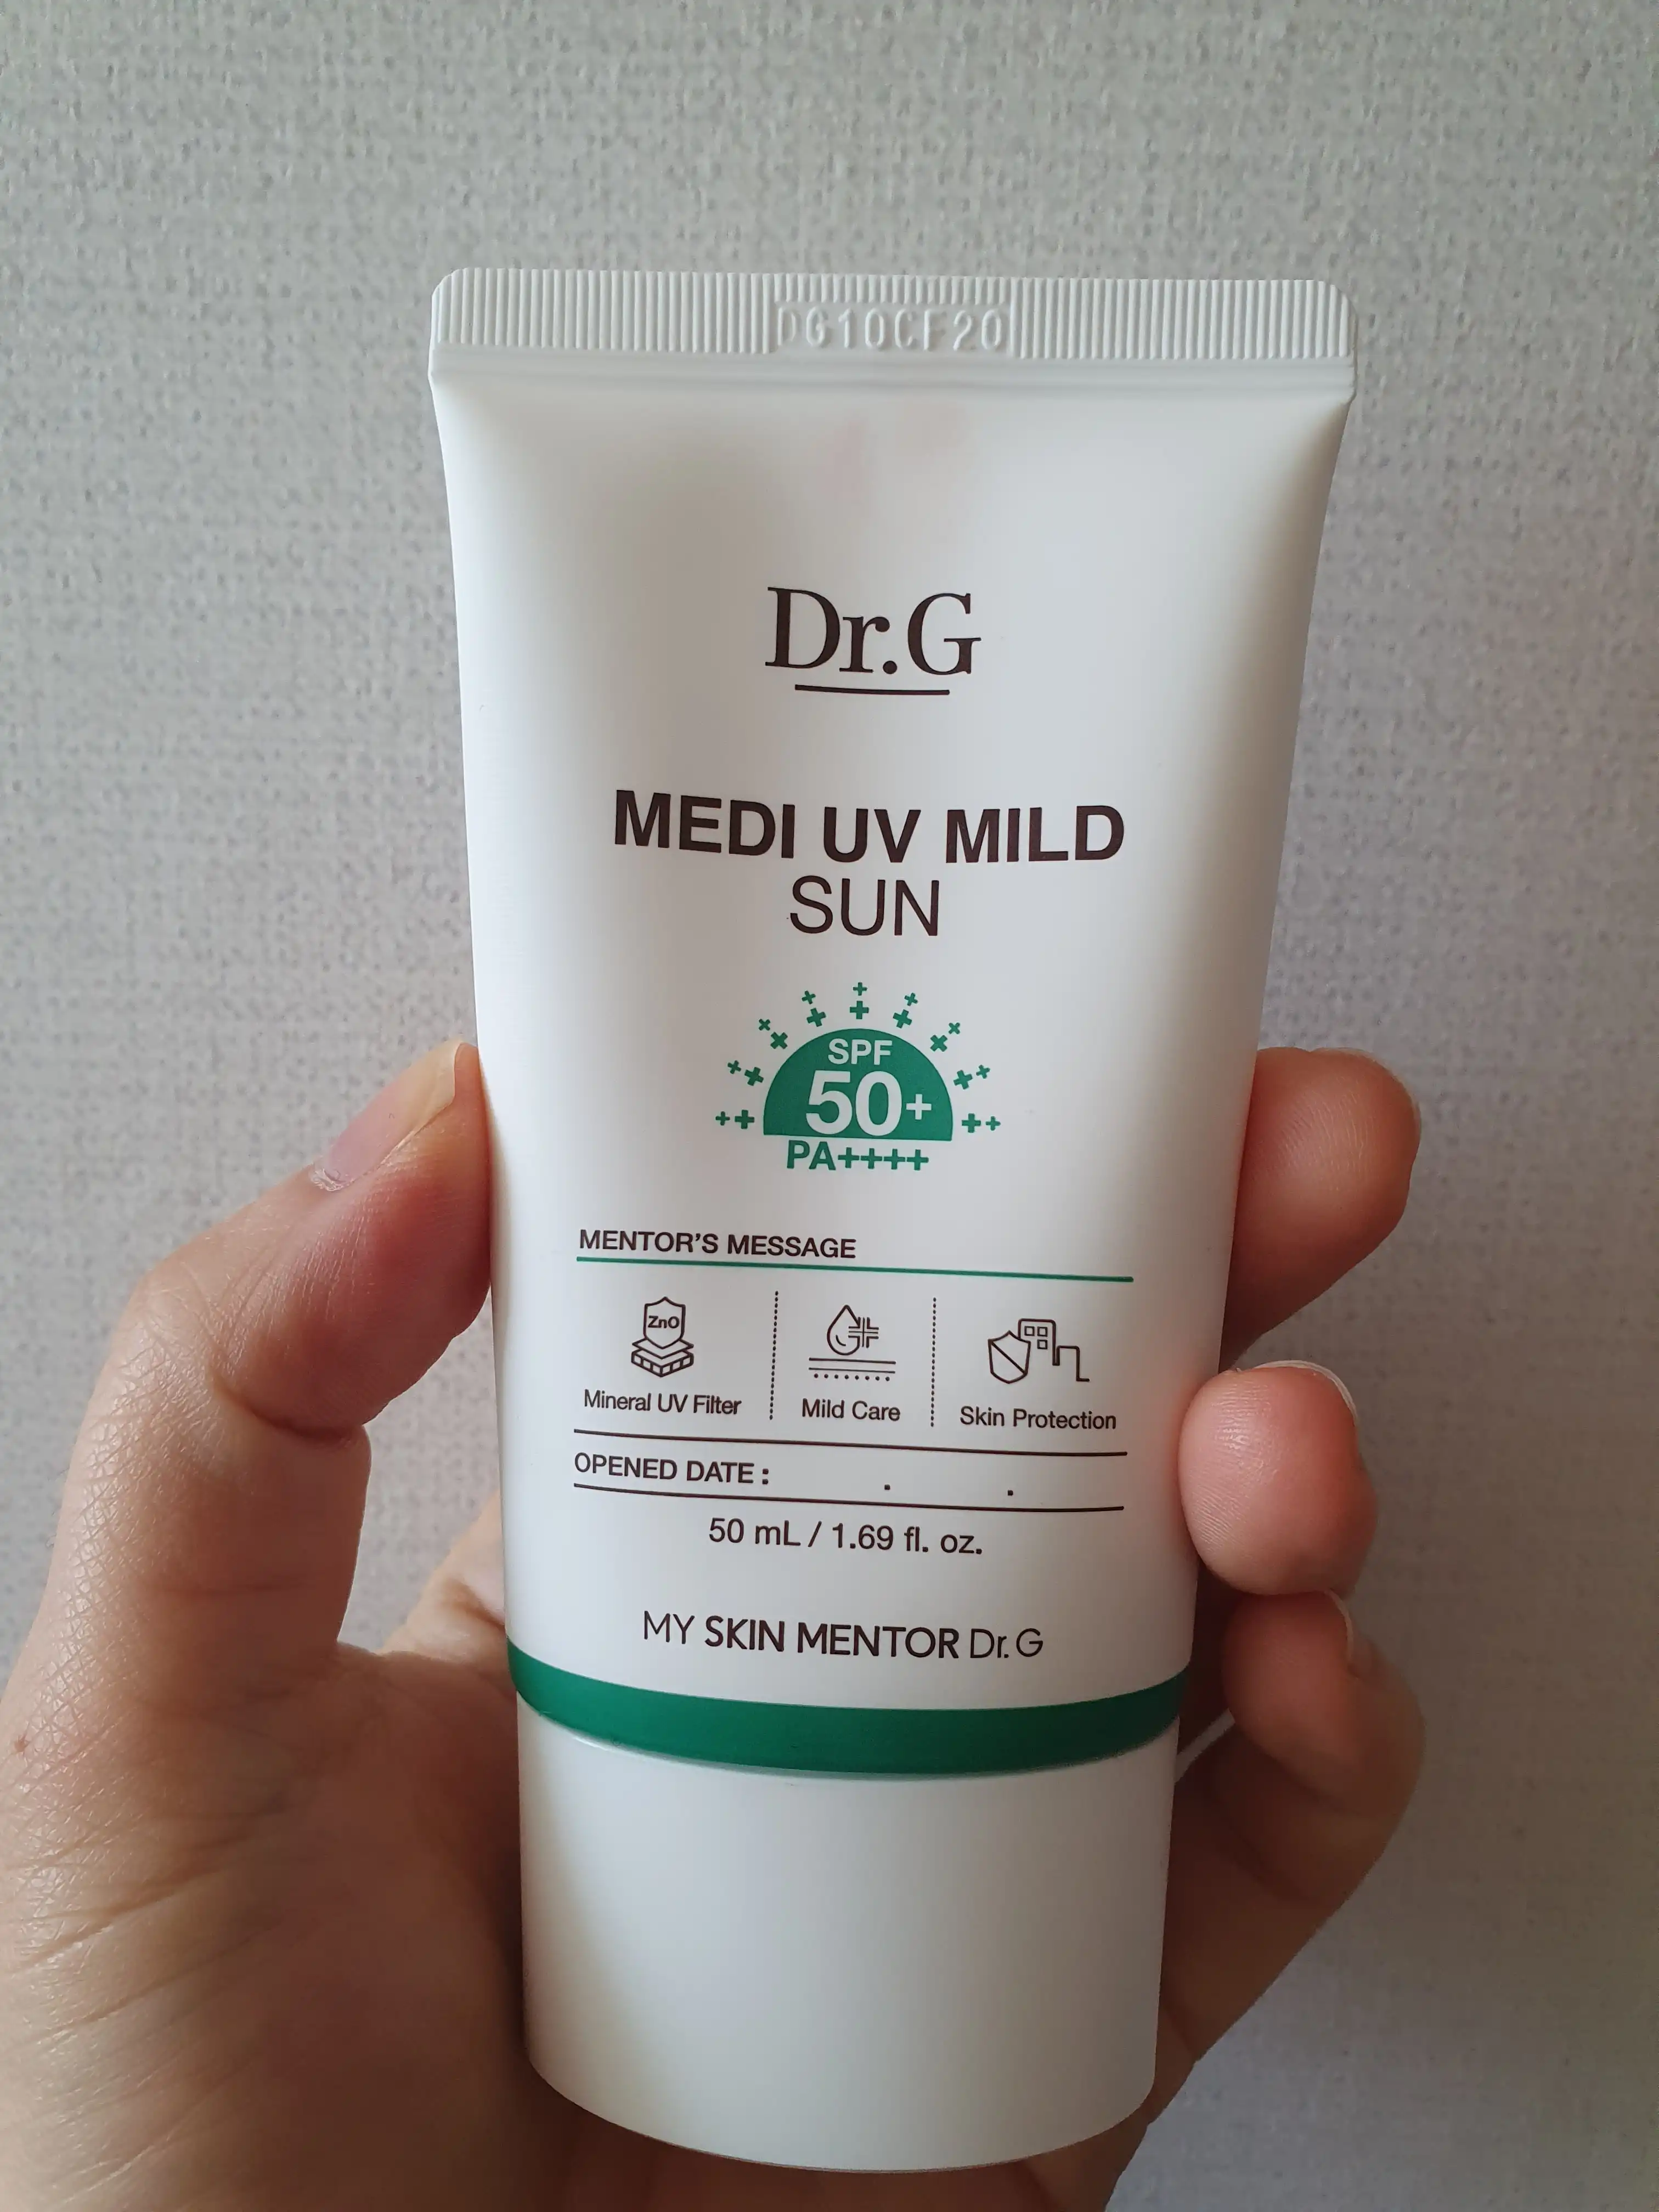 DG10CF20
Dr.G
MEDI UV MILD
SUN
SPF
50+
PA++++
MENTOR'S MESSAGE
ZnO
Mineral UV Filter
Mild Care
Skin Protection
OPENED DATE : . .
50 mL / 1.69 fl. oz.
MY SKIN MENTOR Dr.G